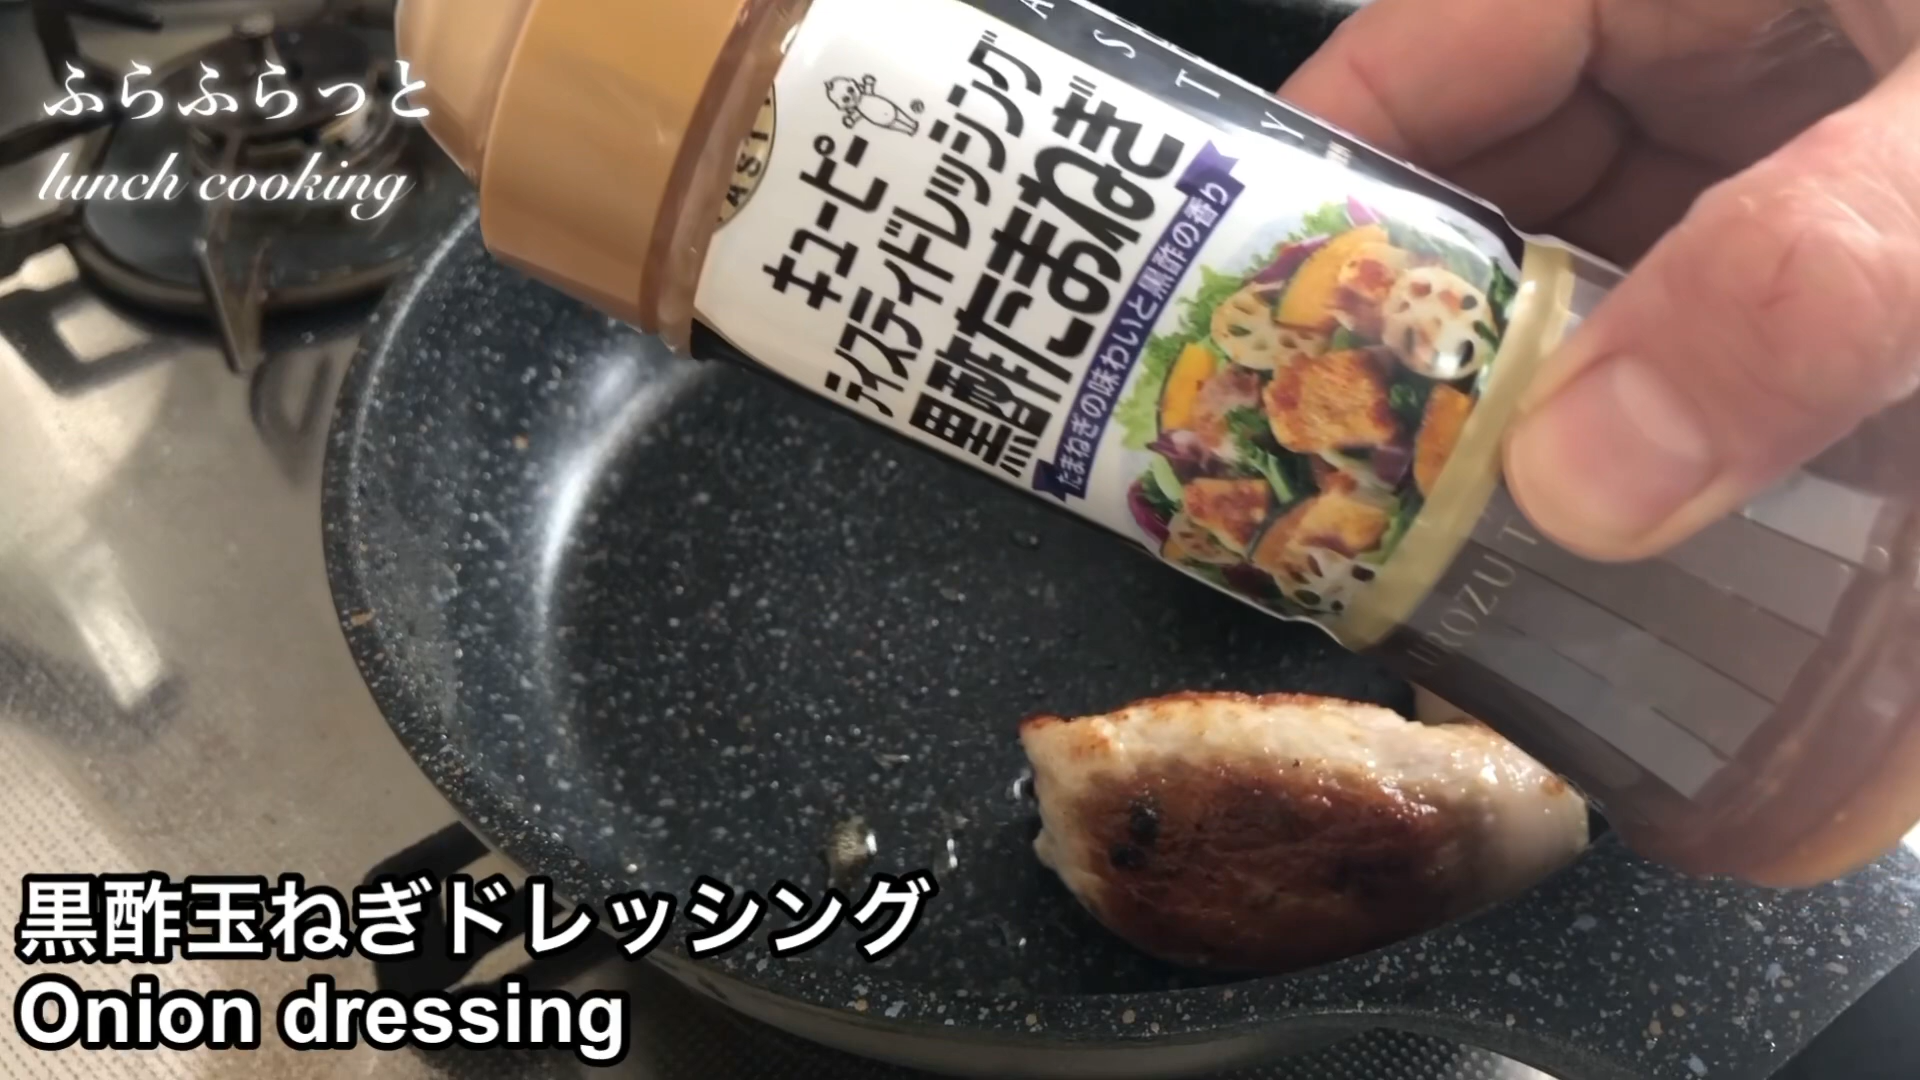 ふらふらっと
lunch cooking
TASTY
キユーピー
テイスティドレッシング
黒酢たまねぎ
たまねぎの味わいと黒酢の香り
黒酢玉ねぎドレッシング
Onion dressing